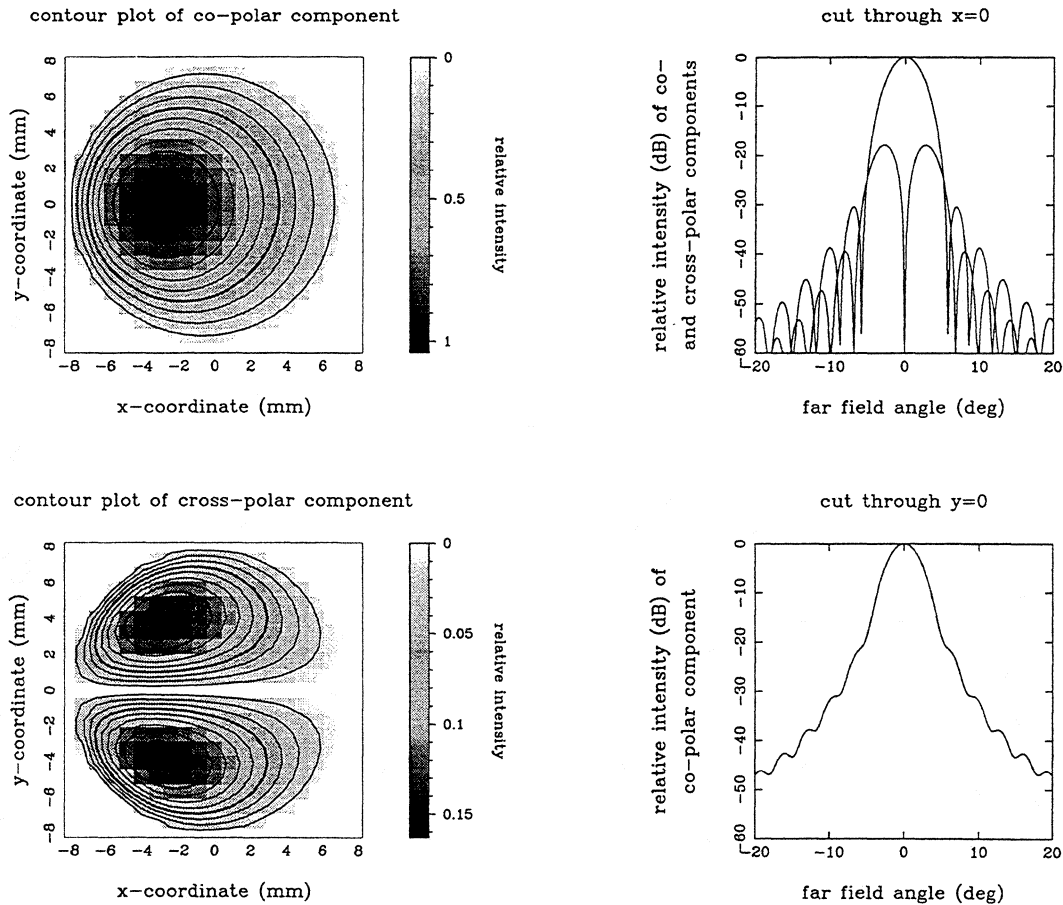 contour plot of co-polar component
8
6
4
2
0
-2
-4
-6
-8
y-coordinate (mm)
-8 -6 -4 -2 0 2 4 6 8
x-coordinate (mm)
0
0.5
1
relative intensity
cut through x=0
relative intensity (dB) of co-
and cross-polar components
0
-10
-20
-30
-40
-50
-60
-20 -10 0 10 20
far field angle (deg)
contour plot of cross-polar component
8
6
4
2
0
-2
-4
-6
-8
y-coordinate (mm)
-8 -6 -4 -2 0 2 4 6 8
x-coordinate (mm)
0
0.05
0.1
0.15
relative intensity
cut through y=0
relative intensity (dB) of
co-polar component
0
-10
-20
-30
-40
-50
-60
-20 -10 0 10 20
far field angle (deg)